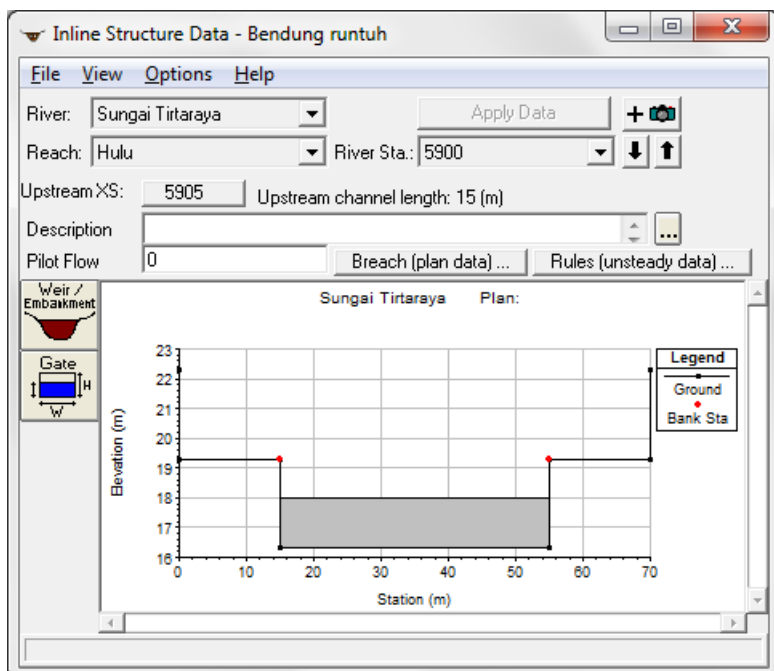 Inline Structure Data - Bendung runtuh
File View Options Help
River: Sungai Tirtaraya Apply Data
Reach: Hulu River Sta.: 5900
Upstream XS: 5905 Upstream channel length: 15 (m)
Description ...
Pilot Flow 0 Breach (plan data) ... Rules (unsteady data) ...
Weir /
Embankment
Gate
H
W
Sungai Tirtaraya Plan:
23
22
21
20
19
18
17
16
Elevation (m)
0 10 20 30 40 50 60 70
Station (m)
Legend
Ground
Bank Sta